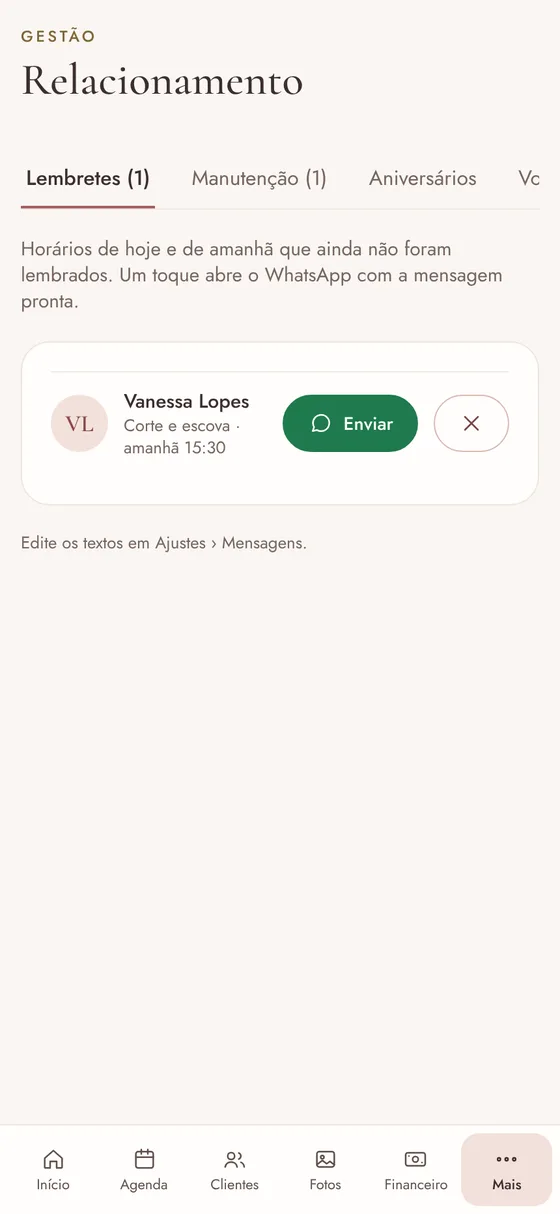 GESTÃO
Relacionamento
Lembretes (1) Manutenção (1) Aniversários Vo
Horários de hoje e de amanhã que ainda não foram
lembrados. Um toque abre o WhatsApp com a mensagem
pronta.
VL
Vanessa Lopes
Corte e escova ·
amanhã 15:30
Enviar
Edite os textos em Ajustes › Mensagens.
Início Agenda Clientes Fotos Financeiro Mais